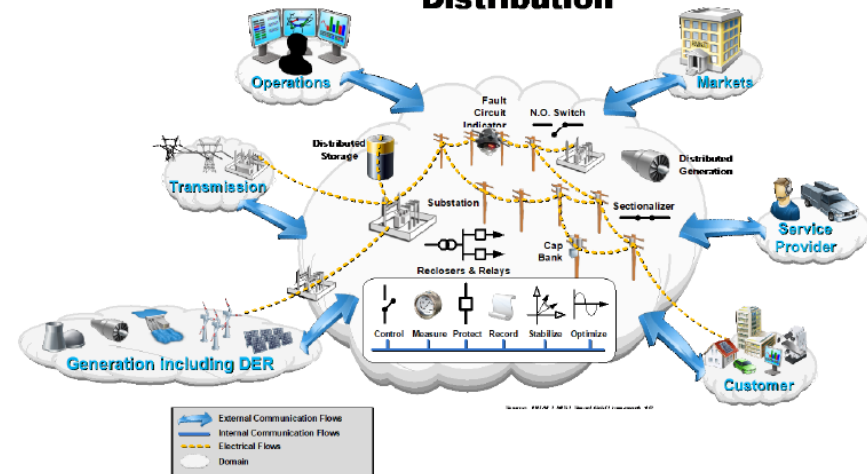 Distribution
Operations
Markets
Fault
Circuit
Indicator
N.O. Switch
Distributed
Storage
Distributed
Generation
Transmission
Substation
Sectionalizer
Service
Provider
Cap
Bank
Reclosers & Relays
Control Measure Protect Record Stabilize Optimize
Generation including DER
Customer
External Communication Flows
Internal Communication Flows
Electrical Flows
Domain